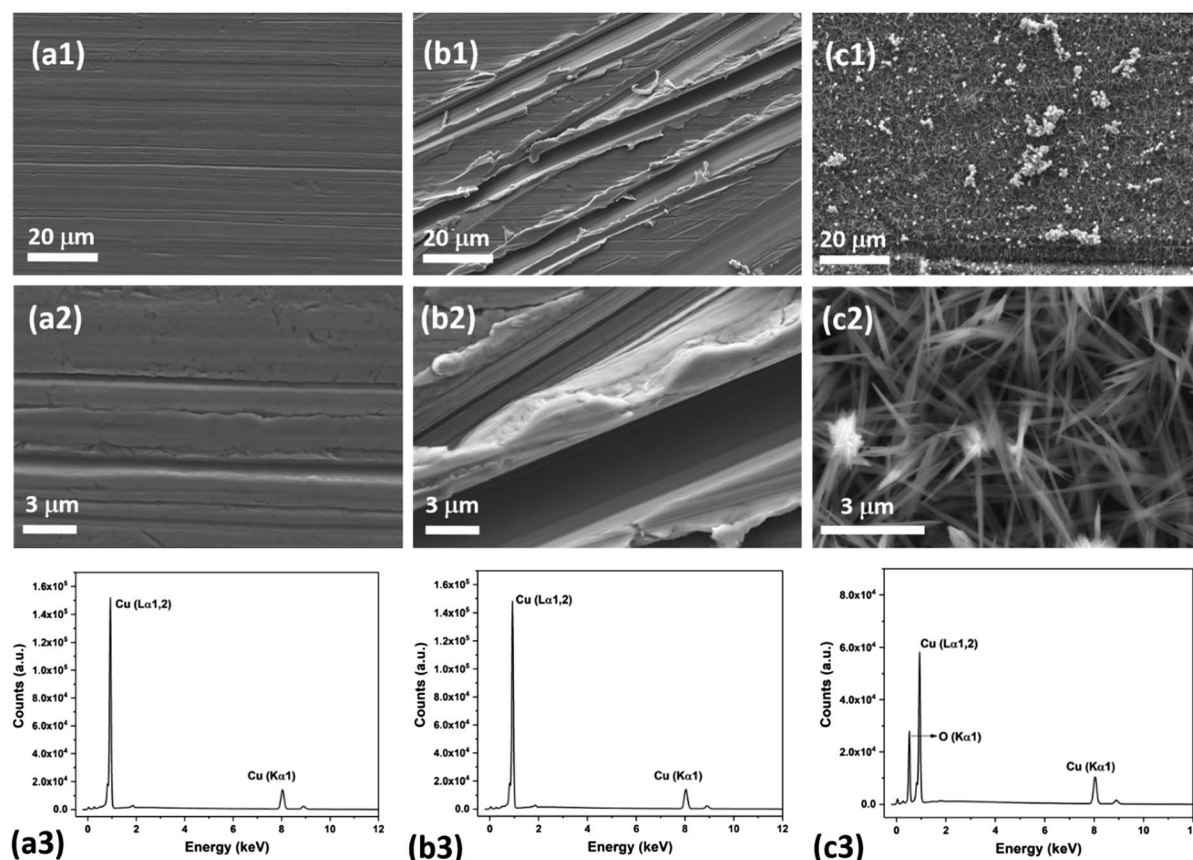 (a1)
20 μm
(b1)
20 μm
(c1)
20 μm
(a2)
3 μm
(b2)
3 μm
(c2)
3 μm
Counts (a.u.)
1.6x10⁵
1.4x10⁵
1.2x10⁵
1.0x10⁵
8.0x10⁴
6.0x10⁴
4.0x10⁴
2.0x10⁴
0.0
Cu (Lα1,2)
Cu (Kα1)
0 2 4 6 8 10 12
Energy (keV)
(a3)
Counts (a.u.)
1.6x10⁵
1.4x10⁵
1.2x10⁵
1.0x10⁵
8.0x10⁴
6.0x10⁴
4.0x10⁴
2.0x10⁴
0.0
Cu (Lα1,2)
Cu (Kα1)
0 2 4 6 8 10 12
Energy (keV)
(b3)
Counts (a.u.)
8.0x10⁴
6.0x10⁴
4.0x10⁴
2.0x10⁴
0.0
Cu (Lα1,2)
O (Kα1)
Cu (Kα1)
0 2 4 6 8 10 12
Energy (keV)
(c3)